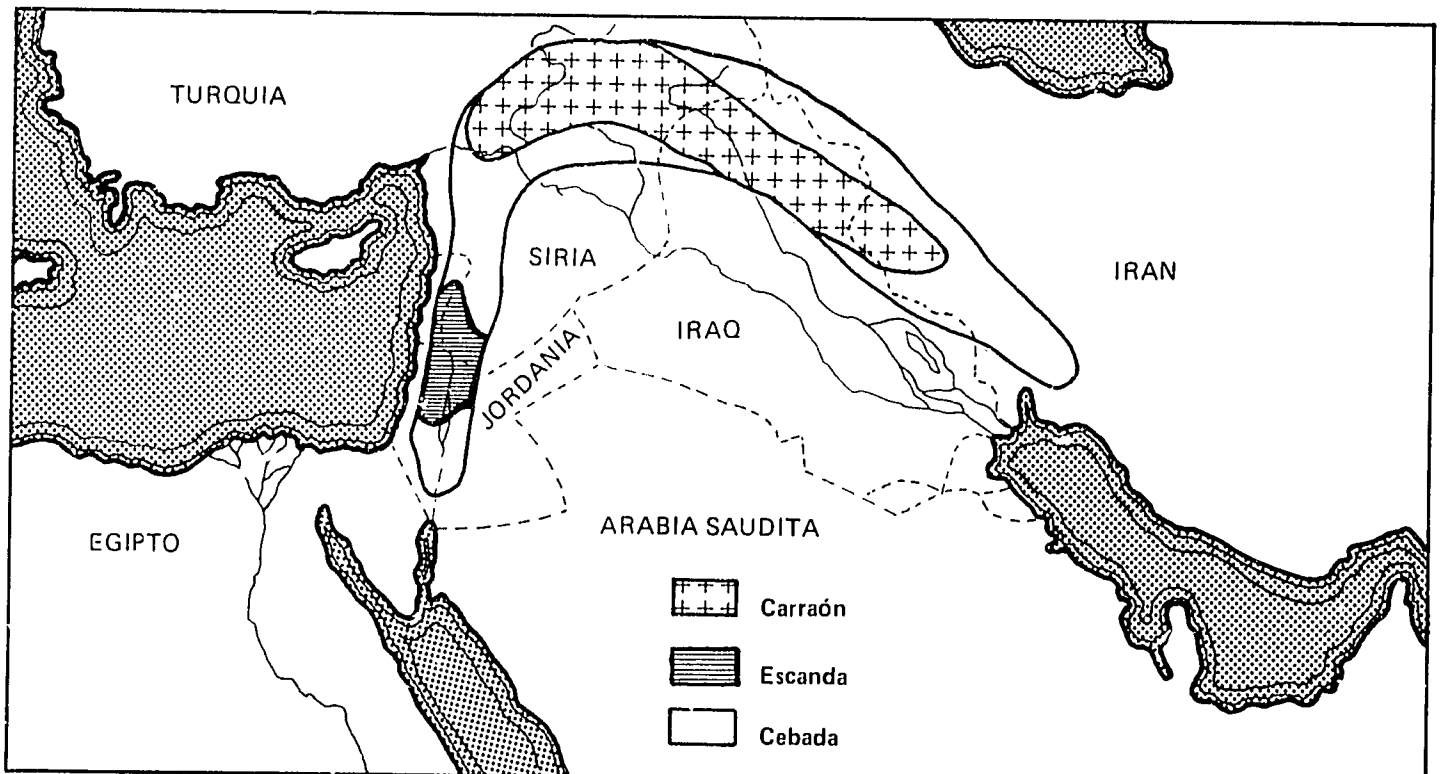 TURQUIA
SIRIA
IRAN
IRAQ
JORDANIA
EGIPTO
ARABIA SAUDITA
Carraón
Escanda
Cebada